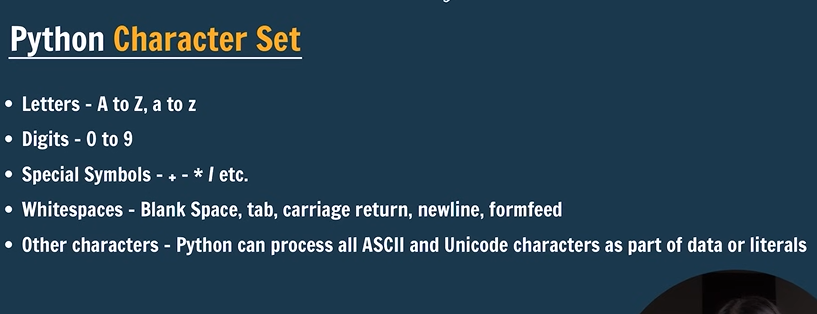 Python Character Set
• Letters - A to Z, a to z
• Digits - 0 to 9
• Special Symbols - + - * / etc.
• Whitespaces - Blank Space, tab, carriage return, newline, formfeed
• Other characters - Python can process all ASCII and Unicode characters as part of data or literals